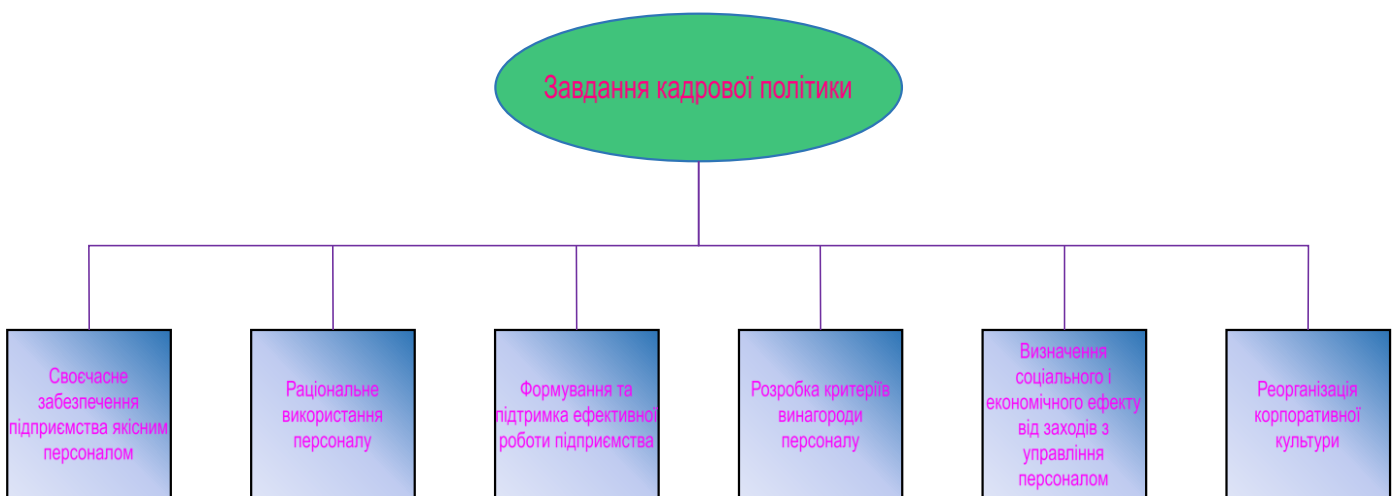 Завдання кадрової політики
Своєчасне
забезпечення
підприємства якісним
персоналом
Раціональне
використання
персоналу
Формування та
підтримка ефективної
роботи підприємства
Розробка критеріїв
винагороди
персоналу
Визначення
соціального і
економічного ефекту
від заходів з
управління
персоналом
Реорганізація
корпоративної
культури